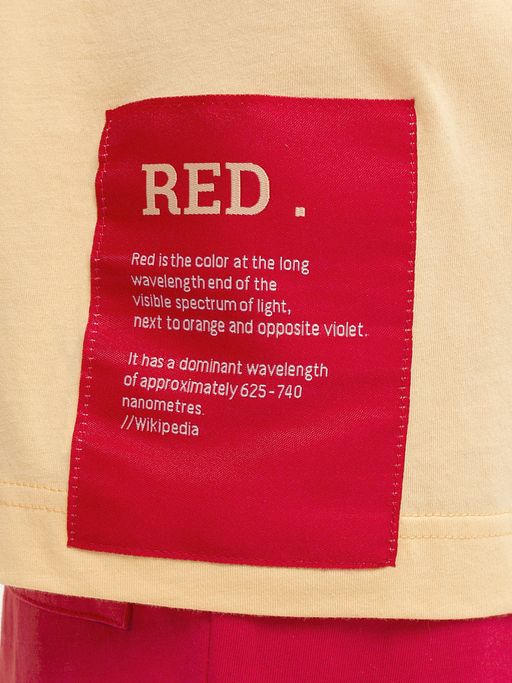 RED .
Red is the color at the long
wavelength end of the
visible spectrum of light,
next to orange and opposite violet.
It has a dominant wavelength
of approximately 625-740
nanometres.
//Wikipedia